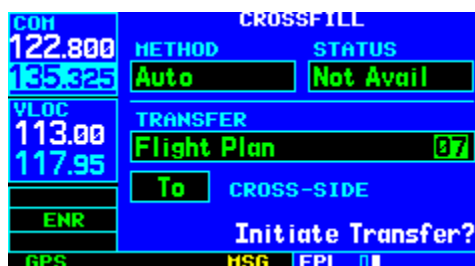 COM
122.800
135.325
VLOC
113.00
117.95
ENR
GPS
CROSSFILL
METHOD STATUS
Auto Not Avail
TRANSFER
Flight Plan 07
To CROSS-SIDE
Initiate Transfer?
MSG FPL